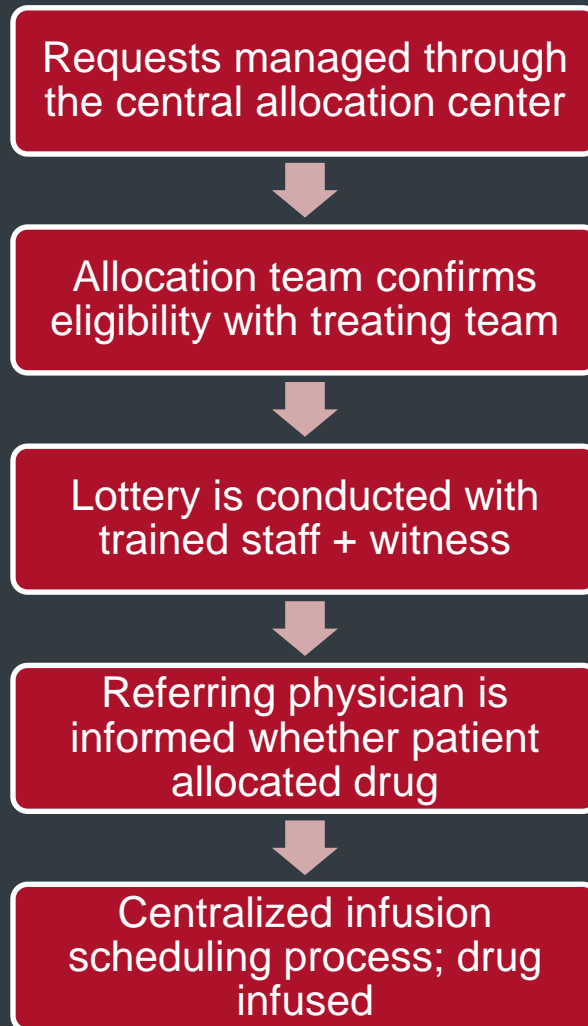 Requests managed through
the central allocation center
Allocation team confirms
eligibility with treating team
Lottery is conducted with
trained staff + witness
Referring physician is
informed whether patient
allocated drug
Centralized infusion
scheduling process; drug
infused